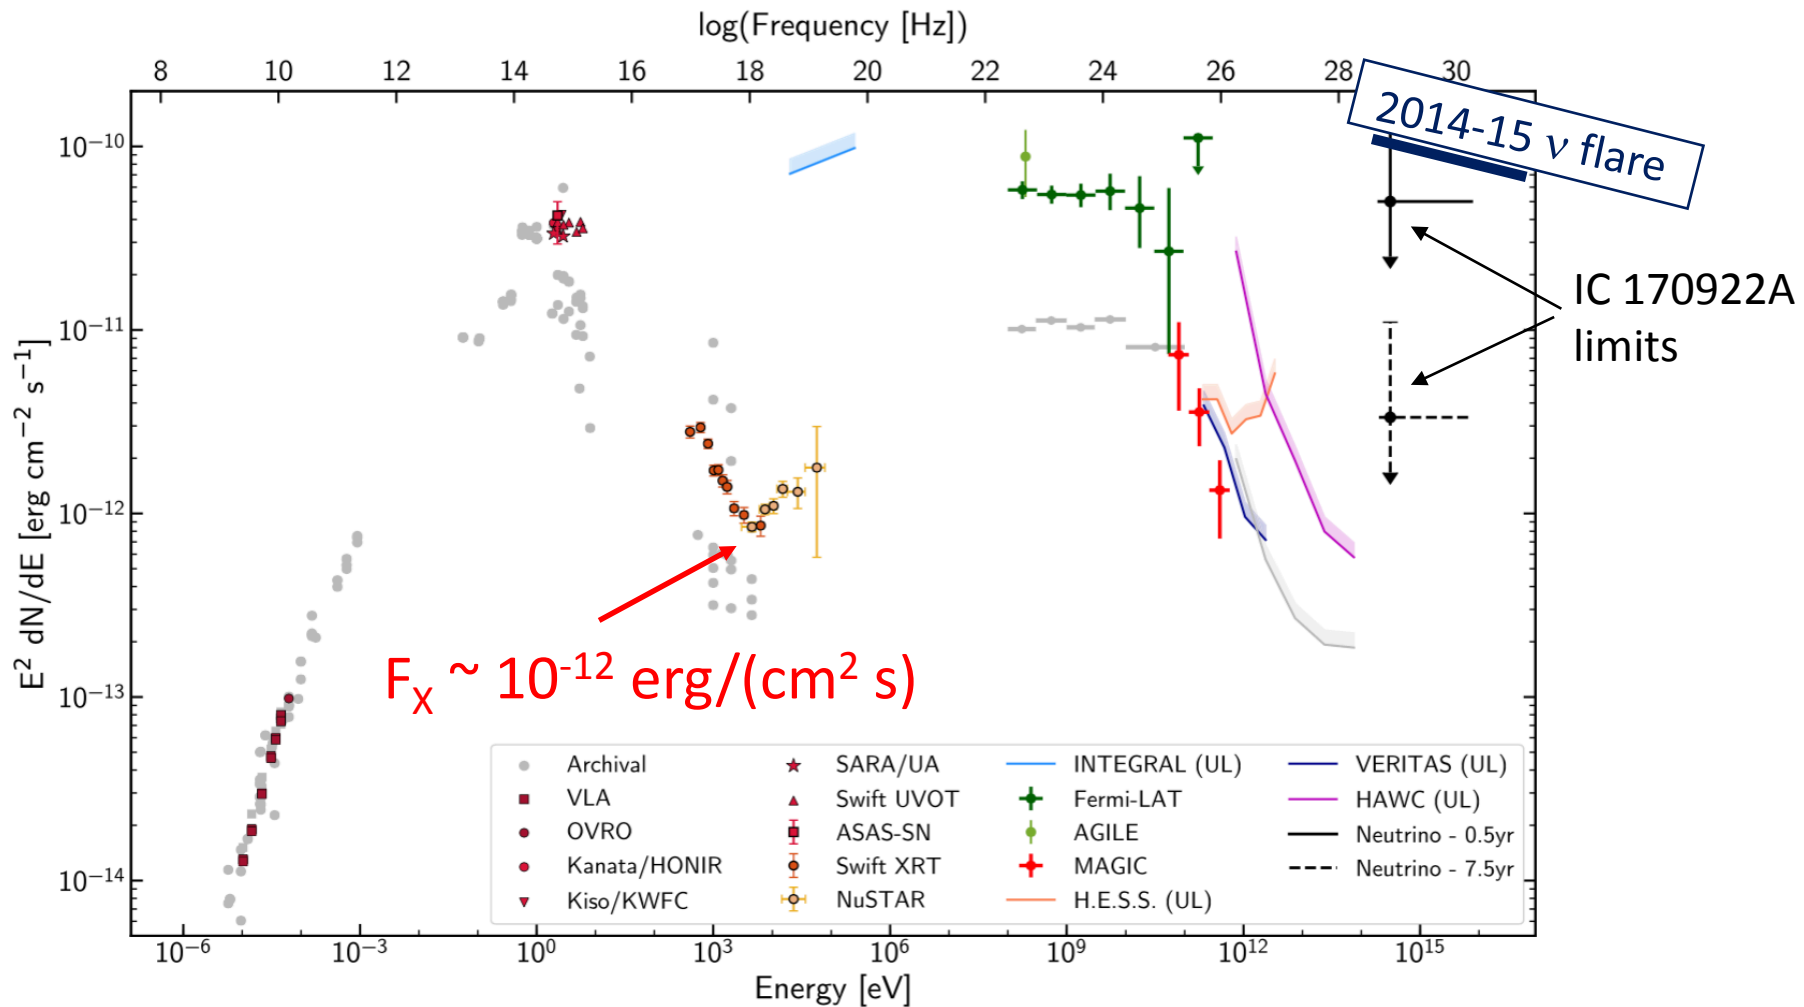 log(Frequency [Hz])
8 10 12 14 16 18 20 22 24 26 28 30
2014-15 ν flare
10⁻¹⁰
10⁻¹¹
10⁻¹²
10⁻¹³
10⁻¹⁴
E² dN/dE [erg cm⁻² s⁻¹]
IC 170922A
limits
F_X ~ 10⁻¹² erg/(cm² s)
Archival
VLA
OVRO
Kanata/HONIR
Kiso/KWFC
SARA/UA
Swift UVOT
ASAS-SN
Swift XRT
NuSTAR
INTEGRAL (UL)
Fermi-LAT
AGILE
MAGIC
H.E.S.S. (UL)
VERITAS (UL)
HAWC (UL)
Neutrino - 0.5yr
Neutrino - 7.5yr
10⁻⁶ 10⁻³ 10⁰ 10³ 10⁶ 10⁹ 10¹² 10¹⁵
Energy [eV]